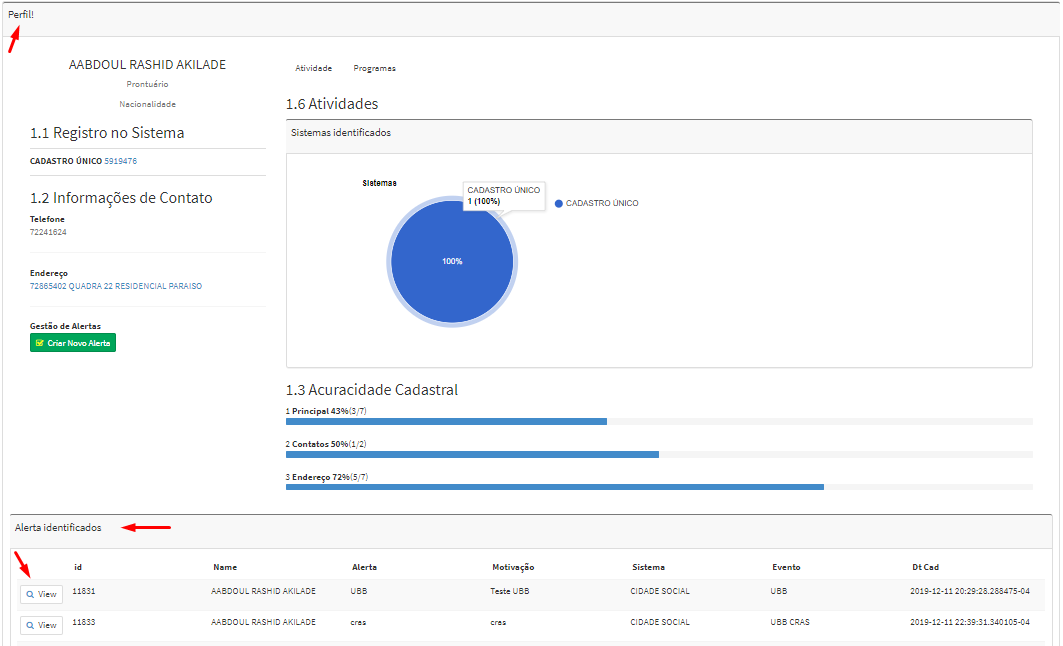 Perfil!
AABDOUL RASHID AKILADE
Prontuário
Nacionalidade
1.1 Registro no Sistema
CADASTRO ÚNICO 5919476
1.2 Informações de Contato
Telefone
72241624
Endereço
72865402 QUADRA 22 RESIDENCIAL PARAISO
Gestão de Alertas
Criar Novo Alerta
Atividade Programas
1.6 Atividades
Sistemas identificados
Sistemas
CADASTRO ÚNICO
1 (100%)
CADASTRO ÚNICO
100%
1.3 Acuracidade Cadastral
1 Principal 43%(3/7)
2 Contatos 50%(1/2)
3 Endereço 72%(5/7)
Alerta identificados
id Name Alerta Motivação Sistema Evento Dt Cad
View 11831 AABDOUL RASHID AKILADE UBB Teste UBB CIDADE SOCIAL UBB 2019-12-11 20:29:28.288475-04
View 11833 AABDOUL RASHID AKILADE cras cras CIDADE SOCIAL UBB CRAS 2019-12-11 22:39:31.340105-04